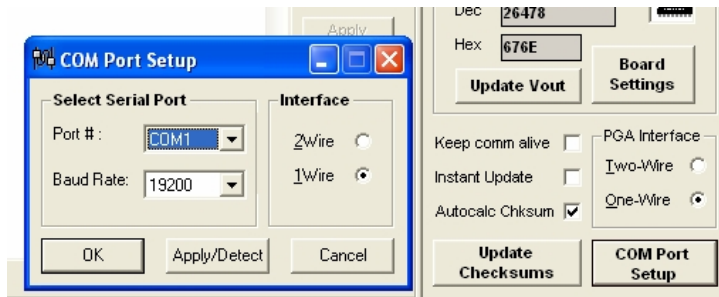 COM Port Setup
Select Serial Port
Port # :
COM1
Baud Rate:
19200
Interface
2Wire
1Wire
OK
Apply/Detect
Cancel
Apply
Dec
26478
Hex
676E
Update Vout
Board
Settings
Keep comm alive
Instant Update
Autocalc Chksum
PGA Interface
Two-Wire
One-Wire
Update
Checksums
COM Port
Setup